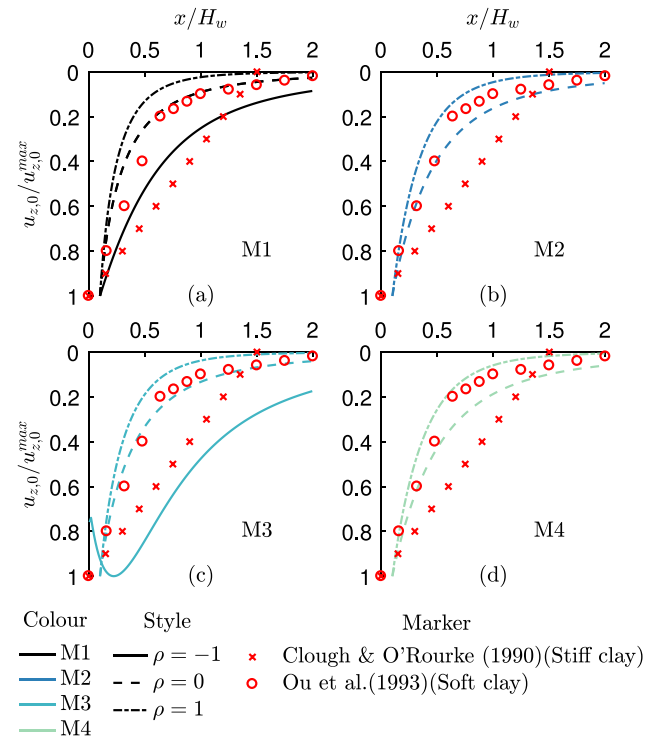 x/H_w x/H_w
0 0.5 1 1.5 2 0 0.5 1 1.5 2
0 0
0.2 0.2
0.4 0.4
0.6 0.6
0.8 0.8
1 1
u_{z,0}/u_{z,0}^{max}
M1 M2
(a) (b)
0 0.5 1 1.5 2 0 0.5 1 1.5 2
0 0
0.2 0.2
0.4 0.4
0.6 0.6
0.8 0.8
1 1
u_{z,0}/u_{z,0}^{max}
M3 M4
(c) (d)
Colour Style Marker
M1 ρ = −1 Clough & O'Rourke (1990)(Stiff clay)
M2 ρ = 0 Ou et al.(1993)(Soft clay)
M3 ρ = 1
M4